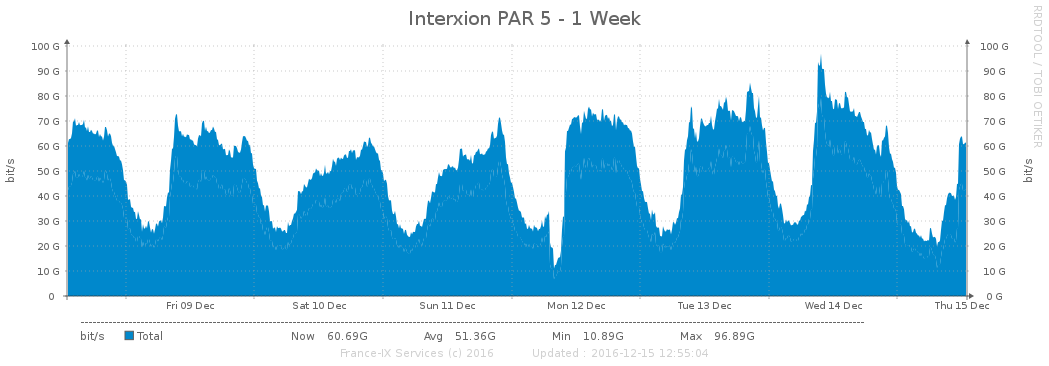 Interxion PAR 5 - 1 Week
RRDTOOL / TOBI OETIKER
bit/s
100 G
90 G
80 G
70 G
60 G
50 G
40 G
30 G
20 G
10 G
0
100 G
90 G
80 G
70 G
60 G
50 G
40 G
30 G
20 G
10 G
0 G
bit/s
Fri 09 Dec Sat 10 Dec Sun 11 Dec Mon 12 Dec Tue 13 Dec Wed 14 Dec Thu 15 Dec
bit/s Total Now 60.69G Avg 51.36G Min 10.89G Max 96.89G
France-IX Services (c) 2016 Updated : 2016-12-15 12:55:04